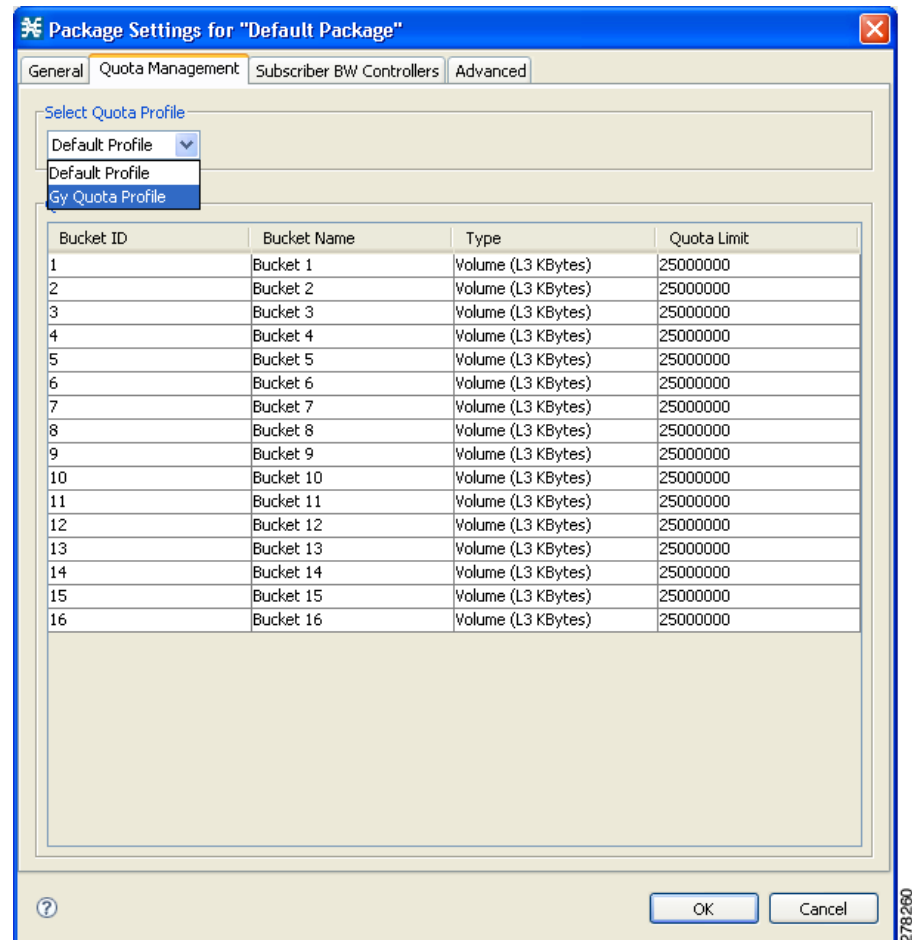 Package Settings for "Default Package"
General Quota Management Subscriber BW Controllers Advanced
Select Quota Profile
Default Profile
Default Profile
Gy Quota Profile
Bucket ID Bucket Name Type Quota Limit
1 Bucket 1 Volume (L3 KBytes) 25000000
2 Bucket 2 Volume (L3 KBytes) 25000000
3 Bucket 3 Volume (L3 KBytes) 25000000
4 Bucket 4 Volume (L3 KBytes) 25000000
5 Bucket 5 Volume (L3 KBytes) 25000000
6 Bucket 6 Volume (L3 KBytes) 25000000
7 Bucket 7 Volume (L3 KBytes) 25000000
8 Bucket 8 Volume (L3 KBytes) 25000000
9 Bucket 9 Volume (L3 KBytes) 25000000
10 Bucket 10 Volume (L3 KBytes) 25000000
11 Bucket 11 Volume (L3 KBytes) 25000000
12 Bucket 12 Volume (L3 KBytes) 25000000
13 Bucket 13 Volume (L3 KBytes) 25000000
14 Bucket 14 Volume (L3 KBytes) 25000000
15 Bucket 15 Volume (L3 KBytes) 25000000
16 Bucket 16 Volume (L3 KBytes) 25000000
? OK Cancel
278260